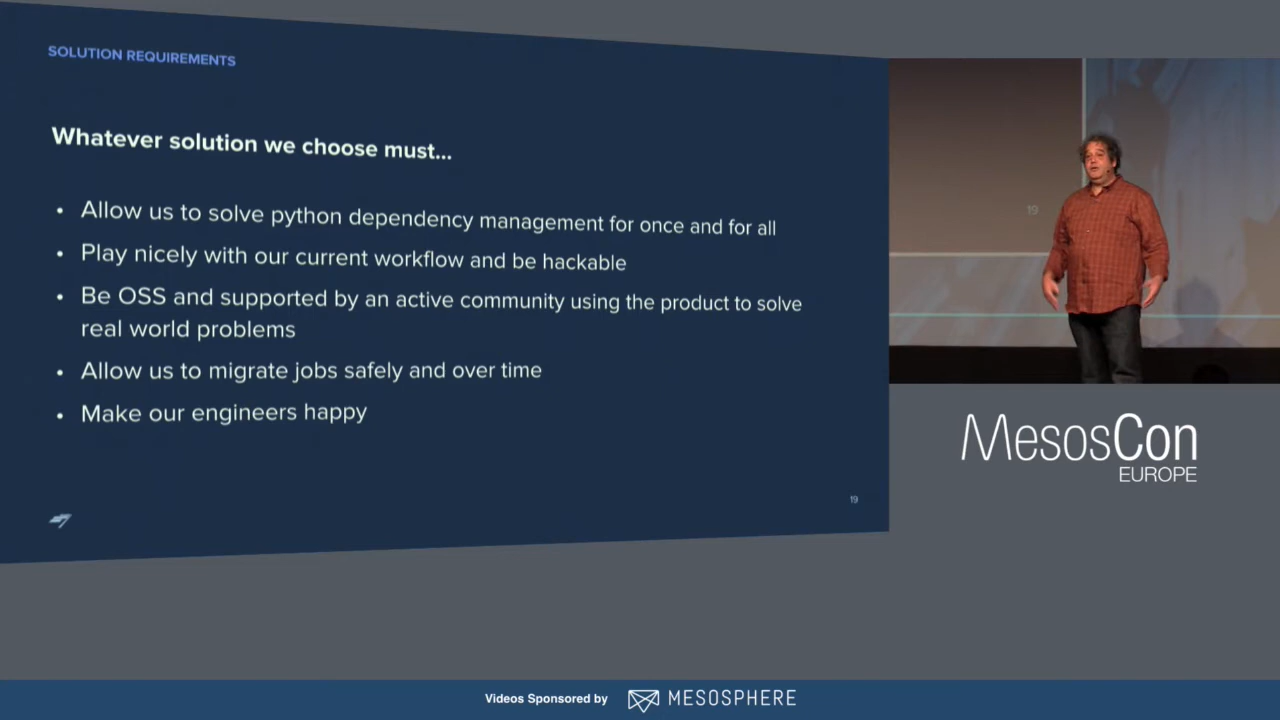 SOLUTION REQUIREMENTS
Whatever solution we choose must...
• Allow us to solve python dependency management for once and for all
• Play nicely with our current workflow and be hackable
• Be OSS and supported by an active community using the product to solve
real world problems
• Allow us to migrate jobs safely and over time
• Make our engineers happy
19
19
MesosCon
EUROPE
Videos Sponsored by MESOSPHERE